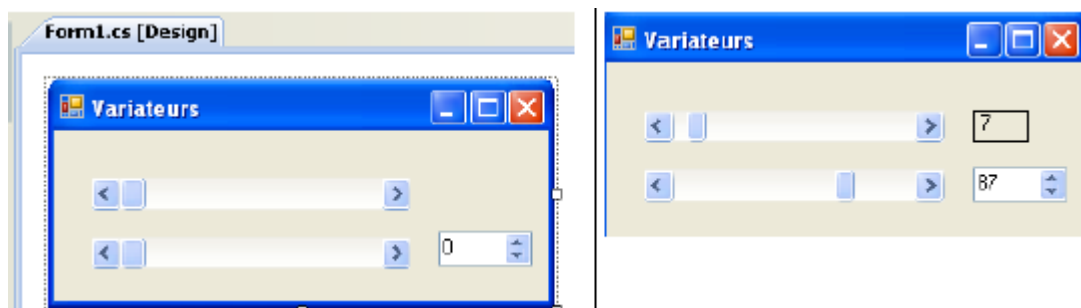 Form1.cs [Design]
Variateurs
0
Variateurs
7
87